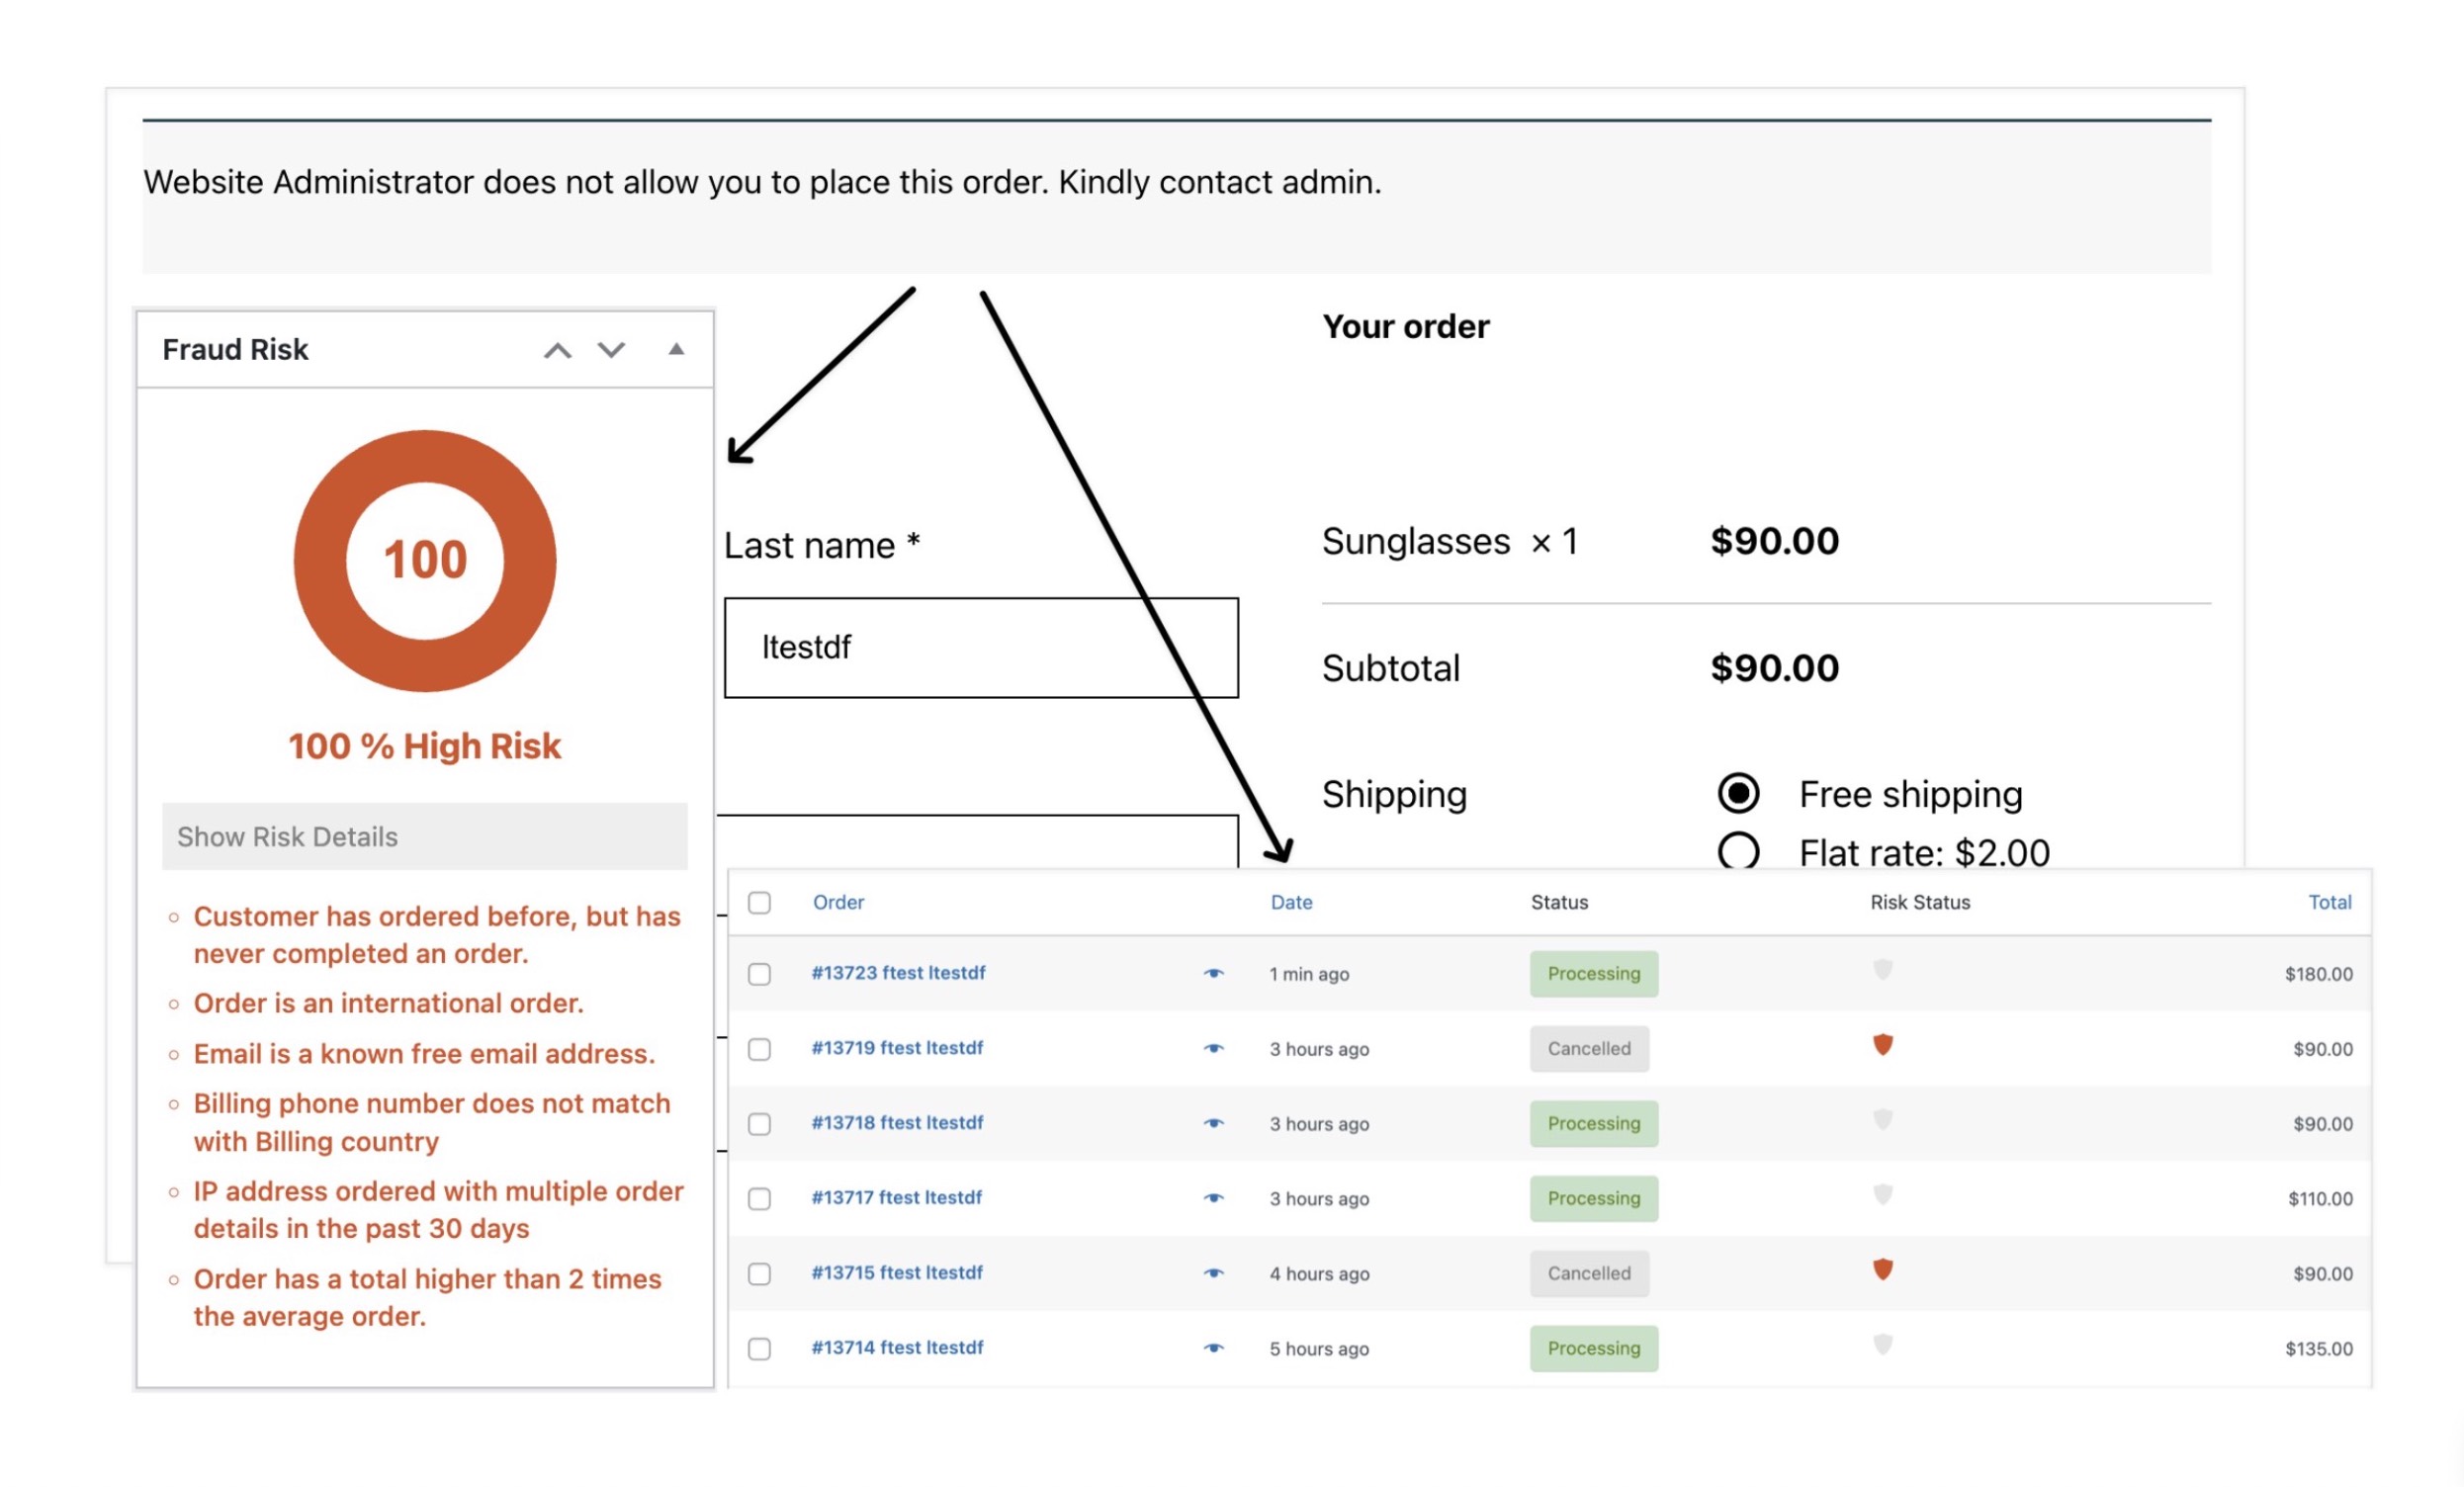 Website Administrator does not allow you to place this order. Kindly contact admin.
Fraud Risk
100
100 % High Risk
Show Risk Details
Customer has ordered before, but has
never completed an order.
Order is an international order.
Email is a known free email address.
Billing phone number does not match
with Billing country
IP address ordered with multiple order
details in the past 30 days
Order has a total higher than 2 times
the average order.
Last name *
ltestdf
Your order
Sunglasses × 1 $90.00
Subtotal $90.00
Shipping Free shipping
Flat rate: $2.00
Order Date Status Risk Status Total
#13723 ftest ltestdf 1 min ago Processing $180.00
#13719 ftest ltestdf 3 hours ago Cancelled $90.00
#13718 ftest ltestdf 3 hours ago Processing $90.00
#13717 ftest ltestdf 3 hours ago Processing $110.00
#13715 ftest ltestdf 4 hours ago Cancelled $90.00
#13714 ftest ltestdf 5 hours ago Processing $135.00